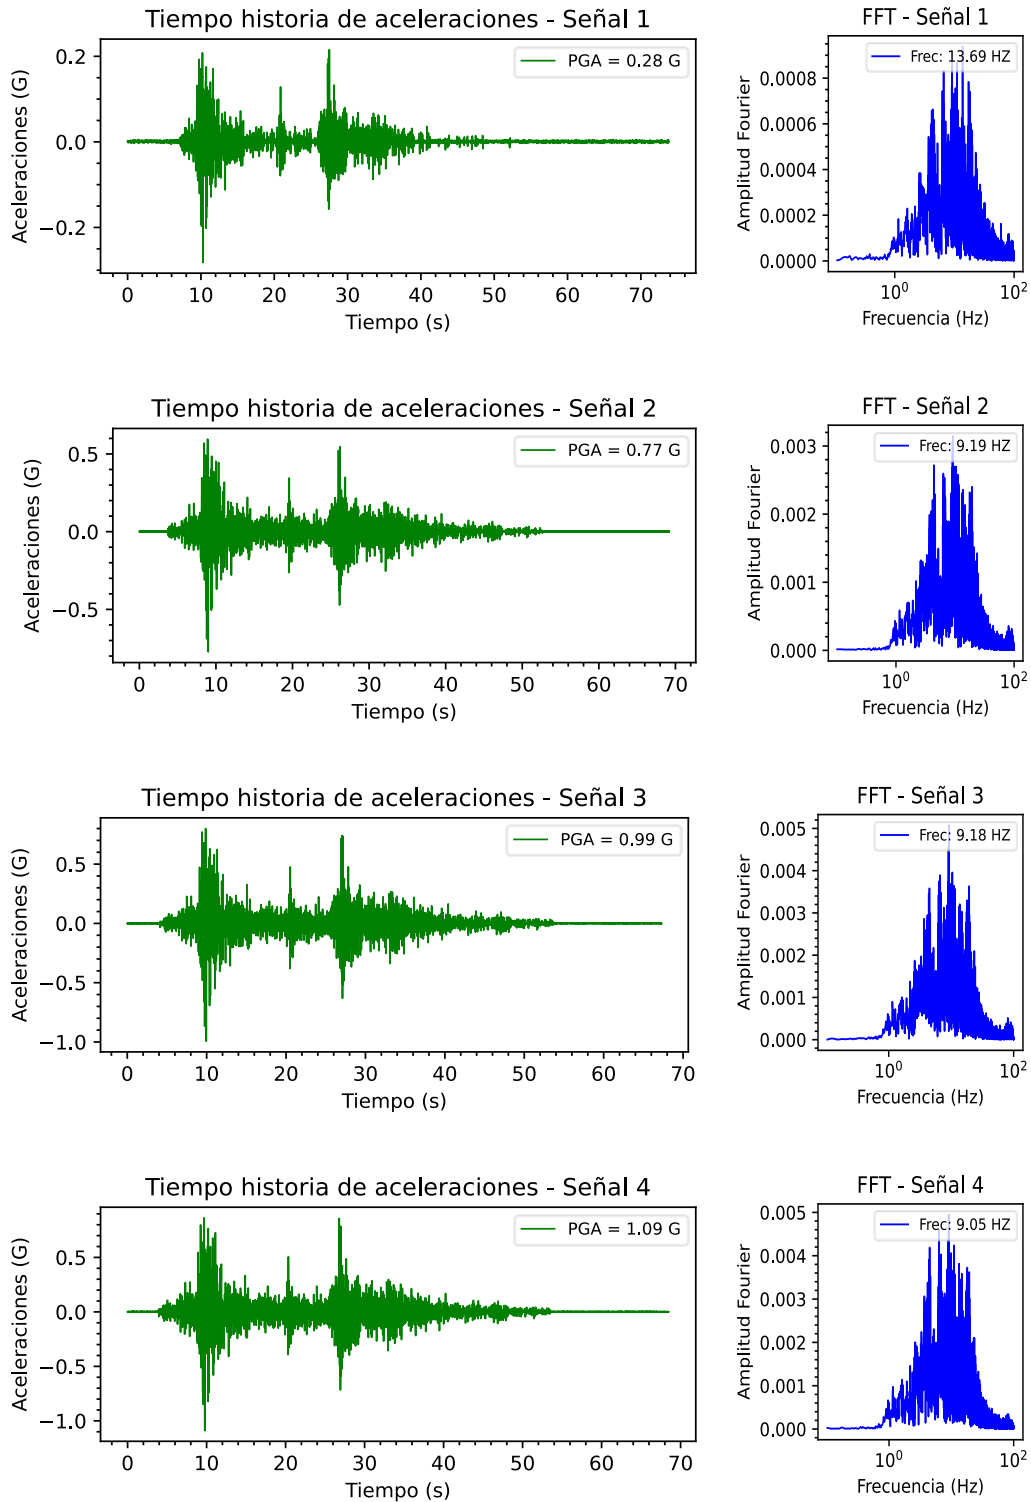 Tiempo historia de aceleraciones - Señal 1
PGA = 0.28 G
Aceleraciones (G)
0.2
0.0
−0.2
0 10 20 30 40 50 60 70
Tiempo (s)
FFT - Señal 1
Frec: 13.69 HZ
Amplitud Fourier
0.0008
0.0006
0.0004
0.0002
0.0000
10^0 10^2
Frecuencia (Hz)
Tiempo historia de aceleraciones - Señal 2
PGA = 0.77 G
Aceleraciones (G)
0.5
0.0
−0.5
0 10 20 30 40 50 60 70
Tiempo (s)
FFT - Señal 2
Frec: 9.19 HZ
Amplitud Fourier
0.003
0.002
0.001
0.000
10^0 10^2
Frecuencia (Hz)
Tiempo historia de aceleraciones - Señal 3
PGA = 0.99 G
Aceleraciones (G)
0.5
0.0
−0.5
−1.0
0 10 20 30 40 50 60 70
Tiempo (s)
FFT - Señal 3
Frec: 9.18 HZ
Amplitud Fourier
0.005
0.004
0.003
0.002
0.001
0.000
10^0 10^2
Frecuencia (Hz)
Tiempo historia de aceleraciones - Señal 4
PGA = 1.09 G
Aceleraciones (G)
0.5
0.0
−0.5
−1.0
0 10 20 30 40 50 60 70
Tiempo (s)
FFT - Señal 4
Frec: 9.05 HZ
Amplitud Fourier
0.005
0.004
0.003
0.002
0.001
0.000
10^0 10^2
Frecuencia (Hz)